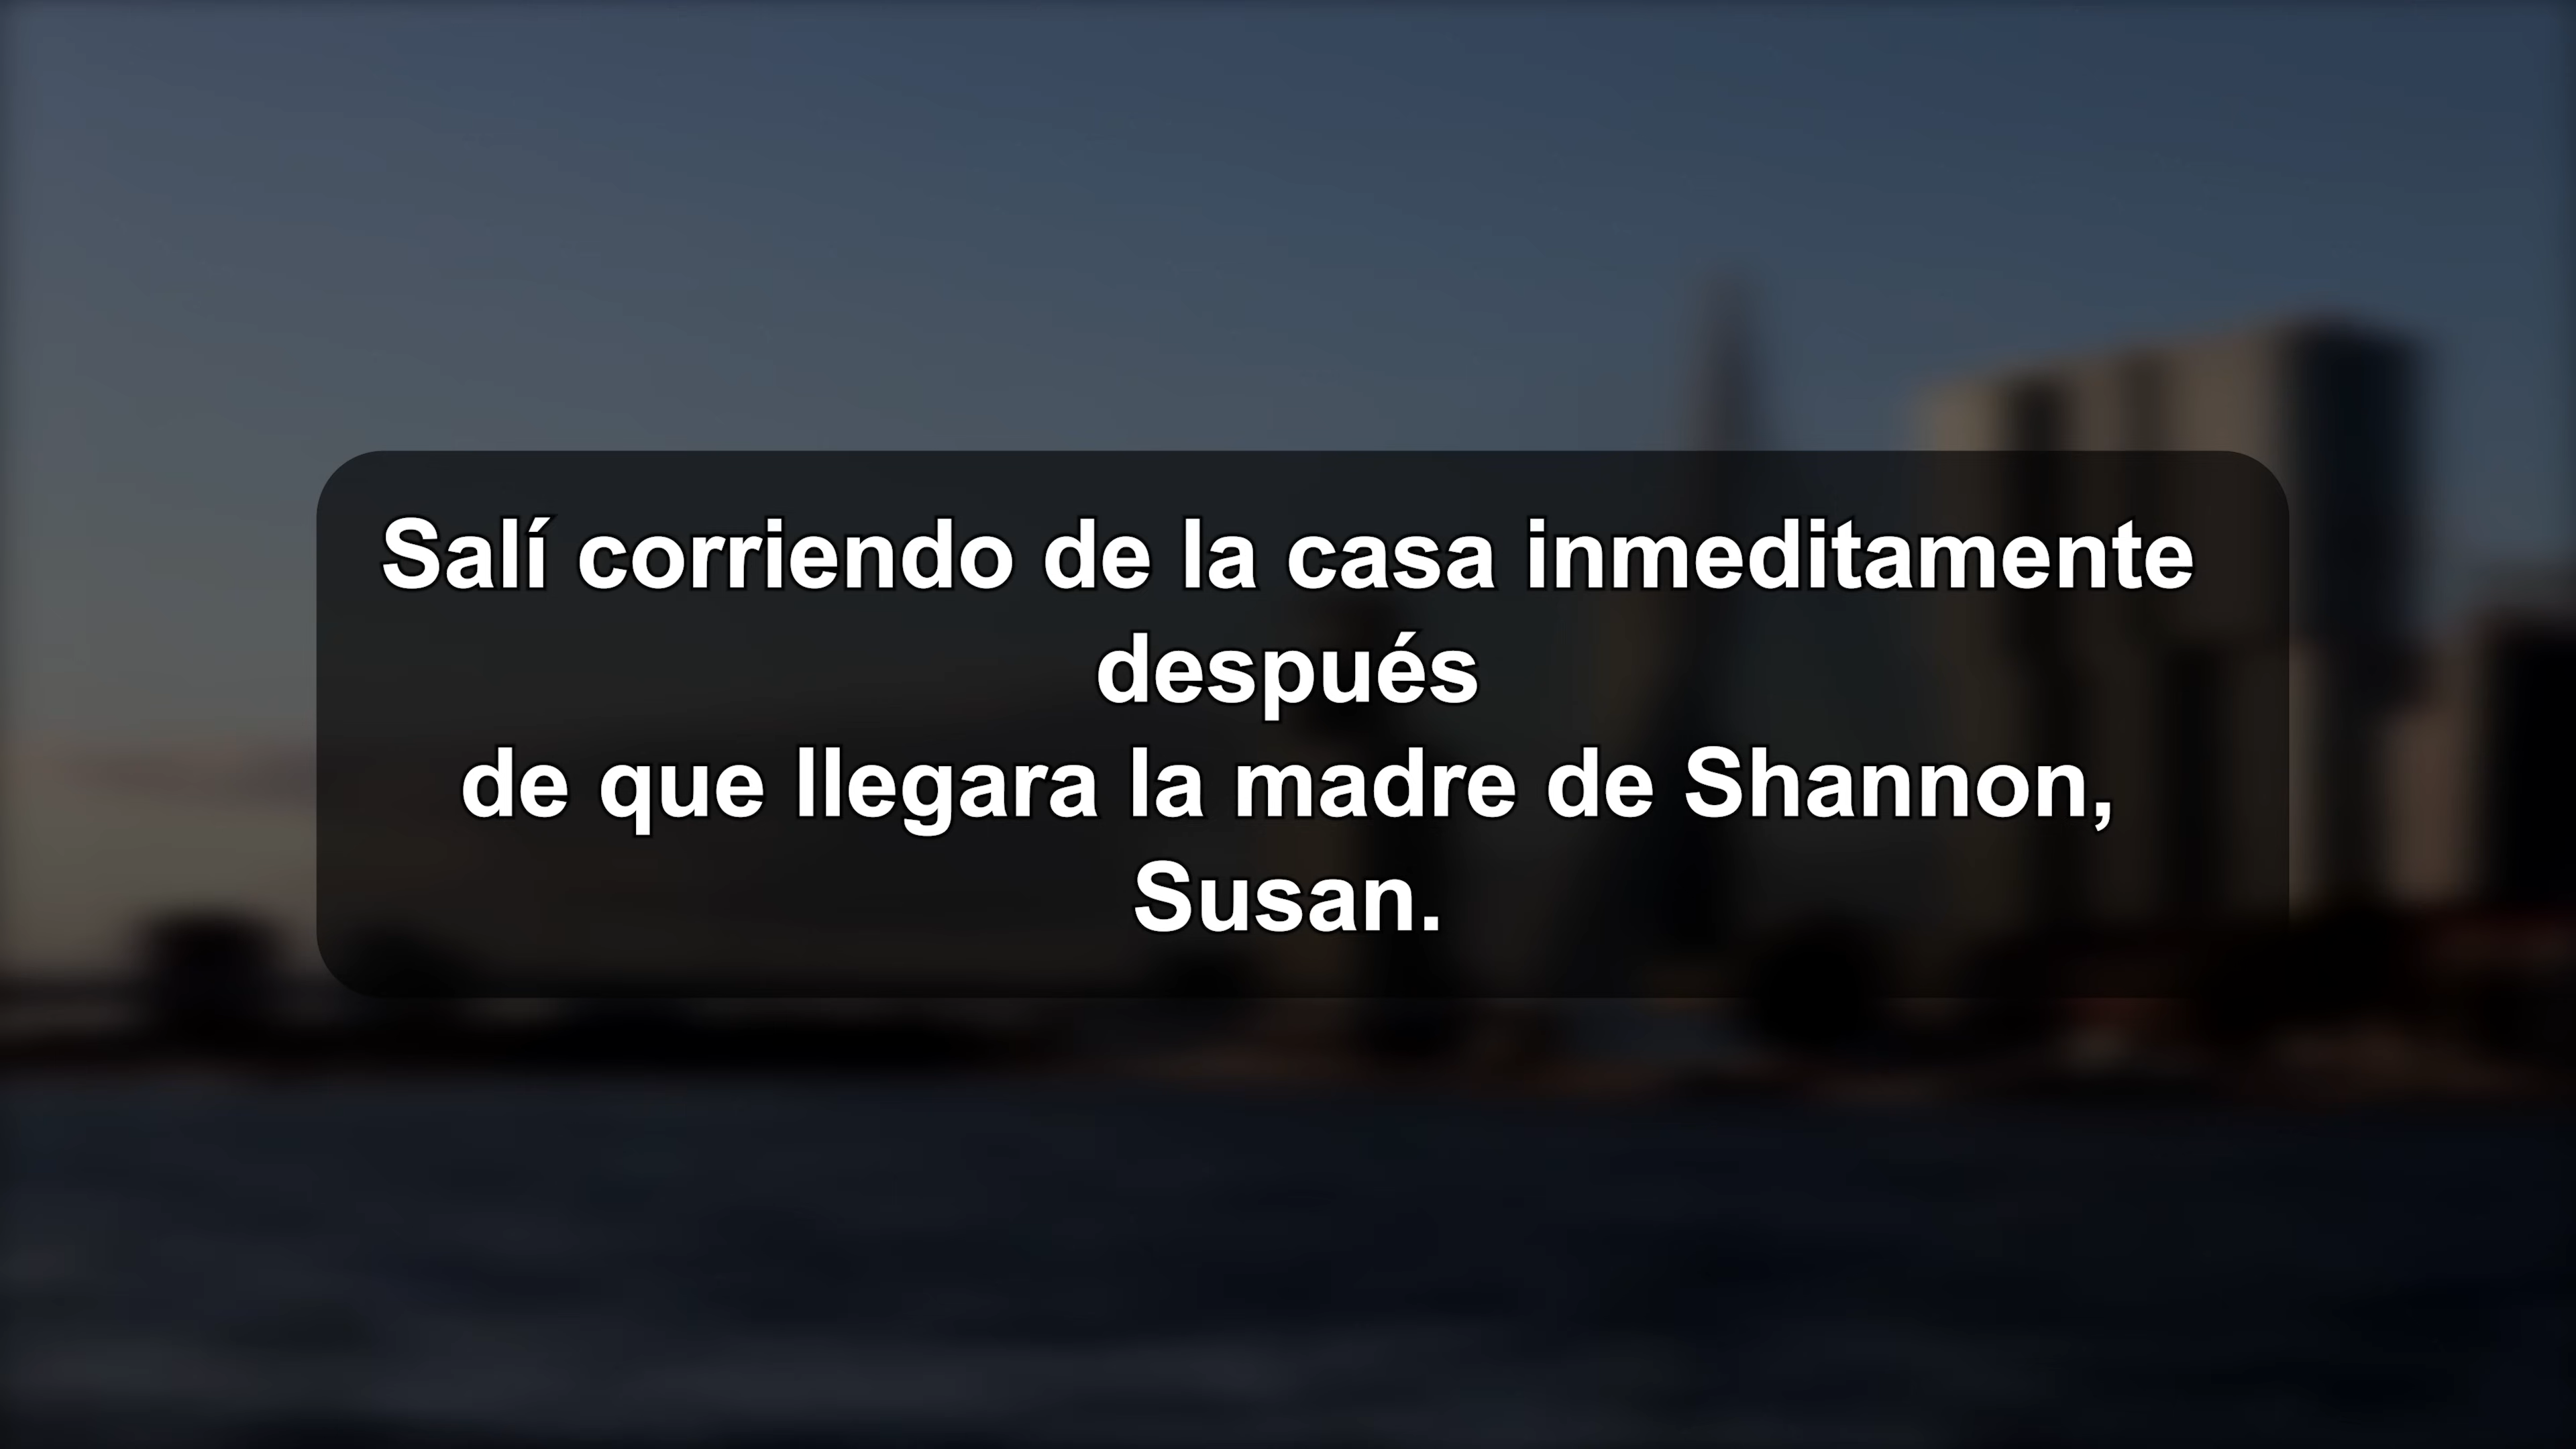 Salí corriendo de la casa inmeditamente
después
de que llegara la madre de Shannon,
Susan.